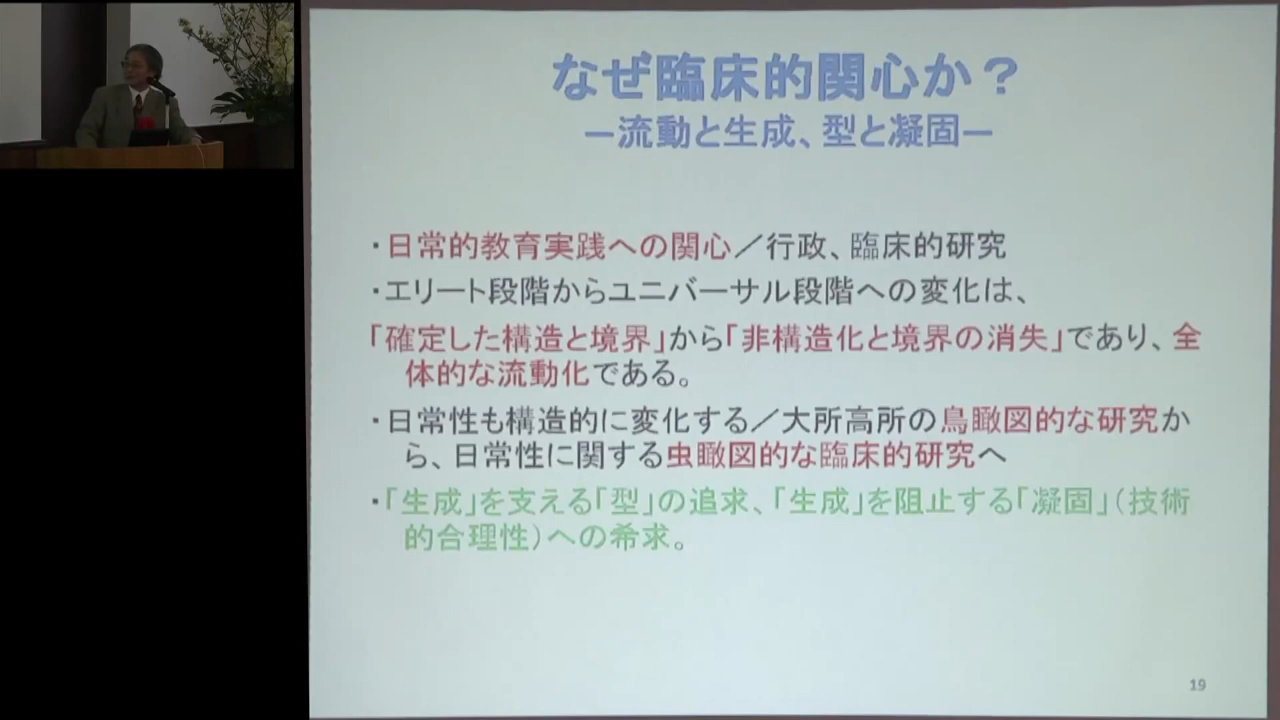 なぜ臨床的関心か？
―流動と生成、型と凝固―
・日常的教育実践への関心／行政、臨床的研究
・エリート段階からユニバーサル段階への変化は、
「確定した構造と境界」から「非構造化と境界の消失」であり、全
体的な流動化である。
・日常性も構造的に変化する／大所高所の鳥瞰図的な研究か
ら、日常性に関する虫瞰図的な臨床的研究へ
・「生成」を支える「型」の追求、「生成」を阻止する「凝固」（技術
的合理性）への希求。
19